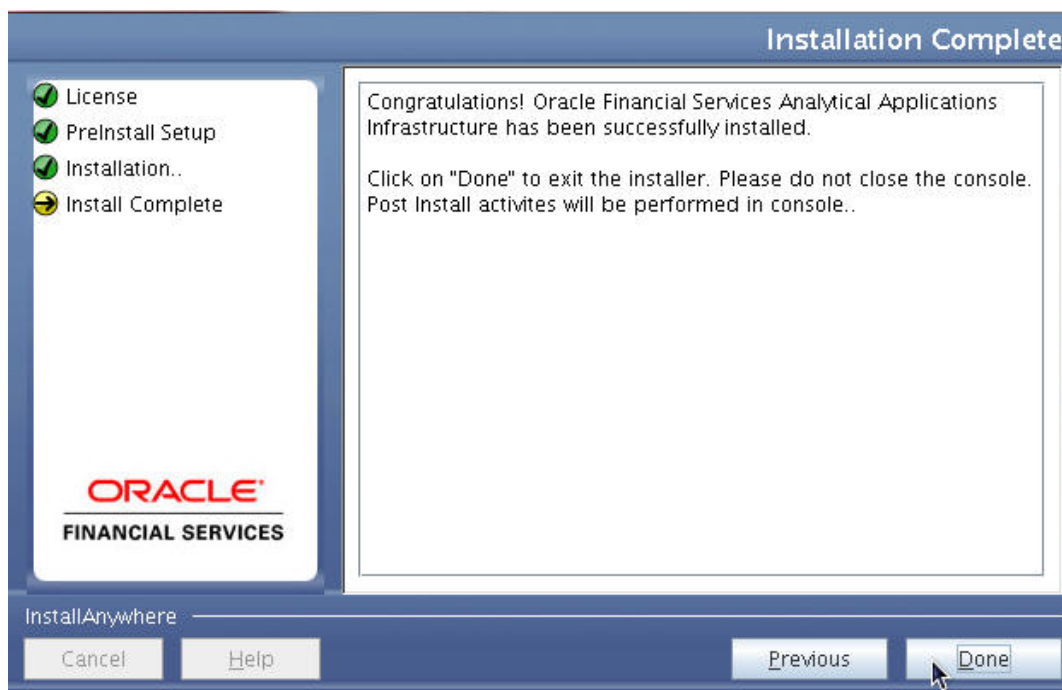 Installation Complete
License
PreInstall Setup
Installation..
Install Complete
ORACLE®
FINANCIAL SERVICES
Congratulations! Oracle Financial Services Analytical Applications
Infrastructure has been successfully installed.
Click on "Done" to exit the installer. Please do not close the console.
Post Install activites will be performed in console..
InstallAnywhere
Cancel
Help
Previous
Done